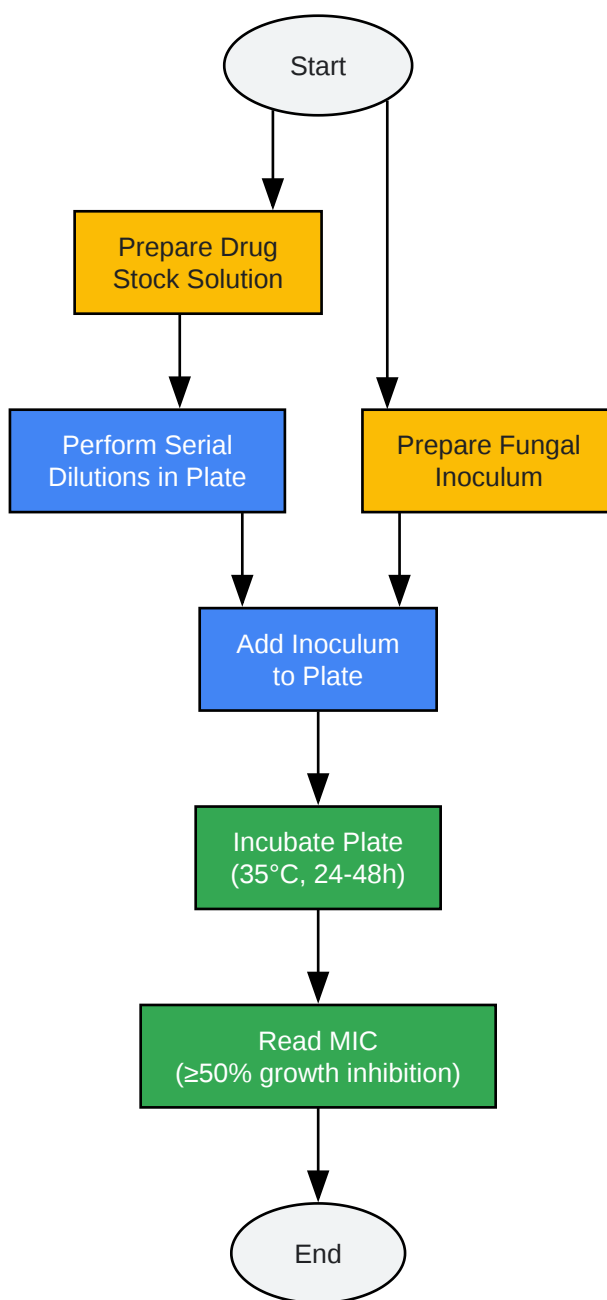 Start
Prepare Drug
Stock Solution
Perform Serial
Dilutions in Plate
Prepare Fungal
Inoculum
Add Inoculum
to Plate
Incubate Plate
(35°C, 24-48h)
Read MIC
(≥50% growth inhibition)
End